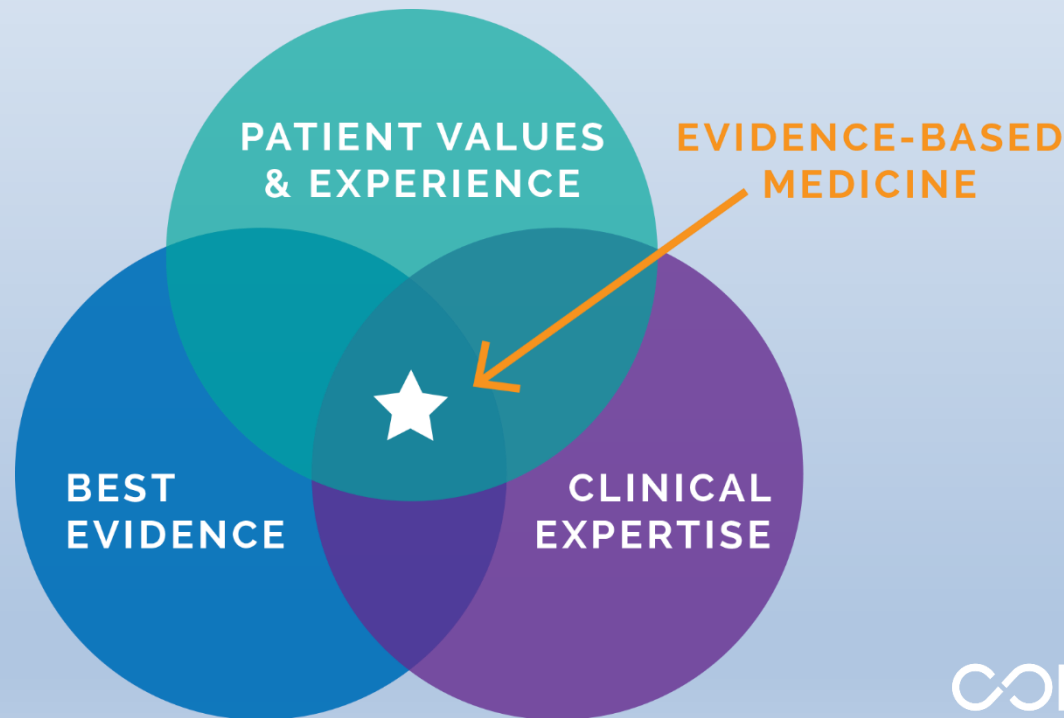 PATIENT VALUES
& EXPERIENCE
EVIDENCE-BASED
MEDICINE
BEST
EVIDENCE
CLINICAL
EXPERTISE